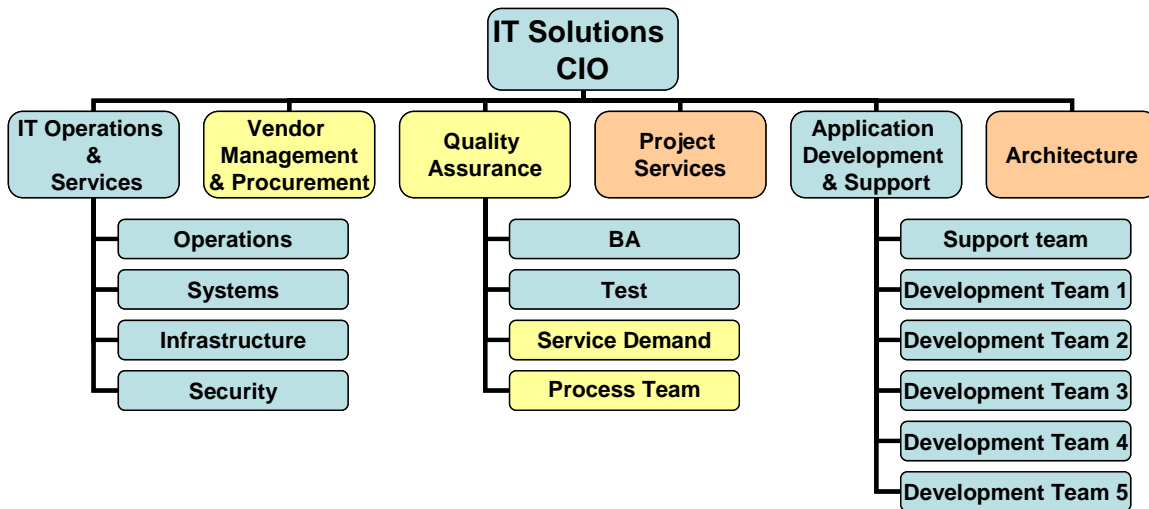 IT Solutions
CIO
IT Operations
&
Services
Vendor
Management
& Procurement
Quality
Assurance
Project
Services
Application
Development
& Support
Architecture
Operations
Systems
Infrastructure
Security
BA
Test
Service Demand
Process Team
Support team
Development Team 1
Development Team 2
Development Team 3
Development Team 4
Development Team 5